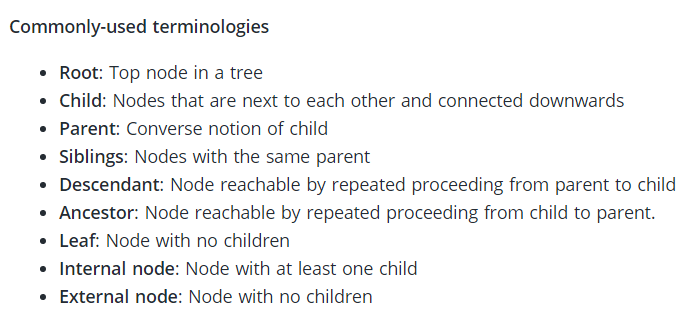 Commonly-used terminologies
• Root: Top node in a tree
• Child: Nodes that are next to each other and connected downwards
• Parent: Converse notion of child
• Siblings: Nodes with the same parent
• Descendant: Node reachable by repeated proceeding from parent to child
• Ancestor: Node reachable by repeated proceeding from child to parent.
• Leaf: Node with no children
• Internal node: Node with at least one child
• External node: Node with no children